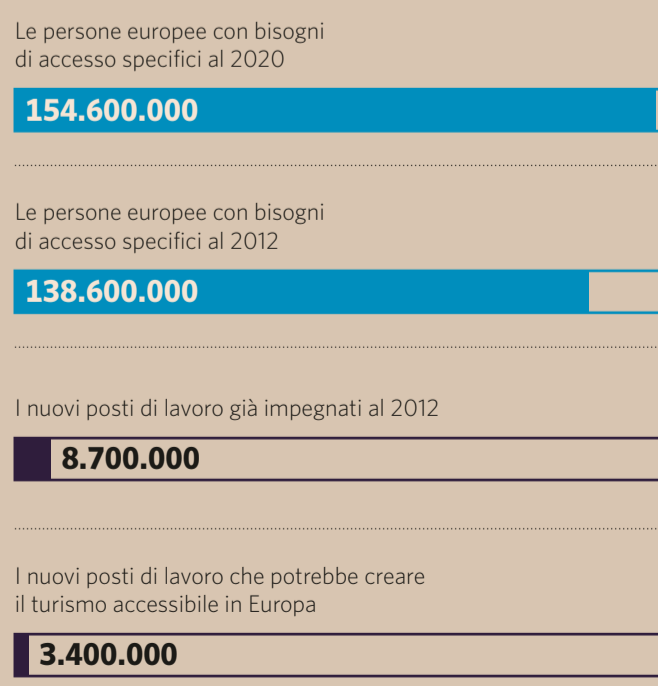 Le persone europee con bisogni
di accesso specifici al 2020
154.600.000
Le persone europee con bisogni
di accesso specifici al 2012
138.600.000
I nuovi posti di lavoro già impegnati al 2012
8.700.000
I nuovi posti di lavoro che potrebbe creare
il turismo accessibile in Europa
3.400.000